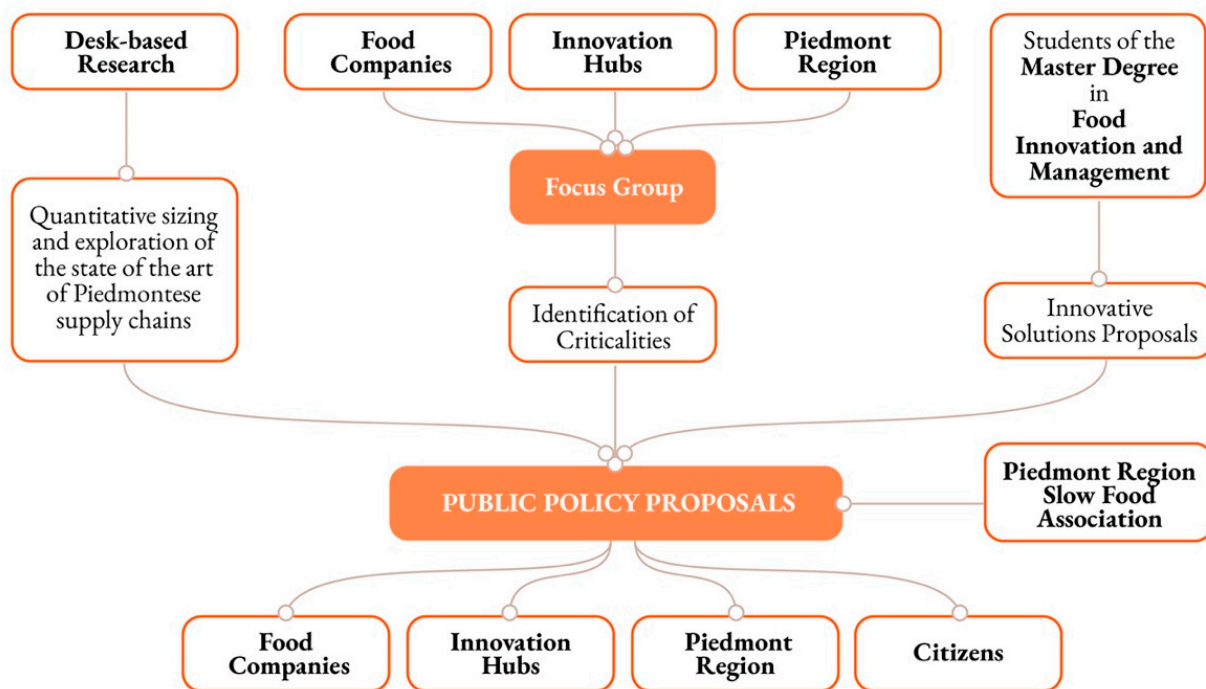 Desk-based
Research
Food
Companies
Innovation
Hubs
Piedmont
Region
Students of the
Master Degree
in
Food
Innovation and
Management
Focus Group
Quantitative sizing
and exploration of
the state of the art
of Piedmontese
supply chains
Identification of
Criticalities
Innovative
Solutions Proposals
PUBLIC POLICY PROPOSALS
Piedmont Region
Slow Food
Association
Food
Companies
Innovation
Hubs
Piedmont
Region
Citizens